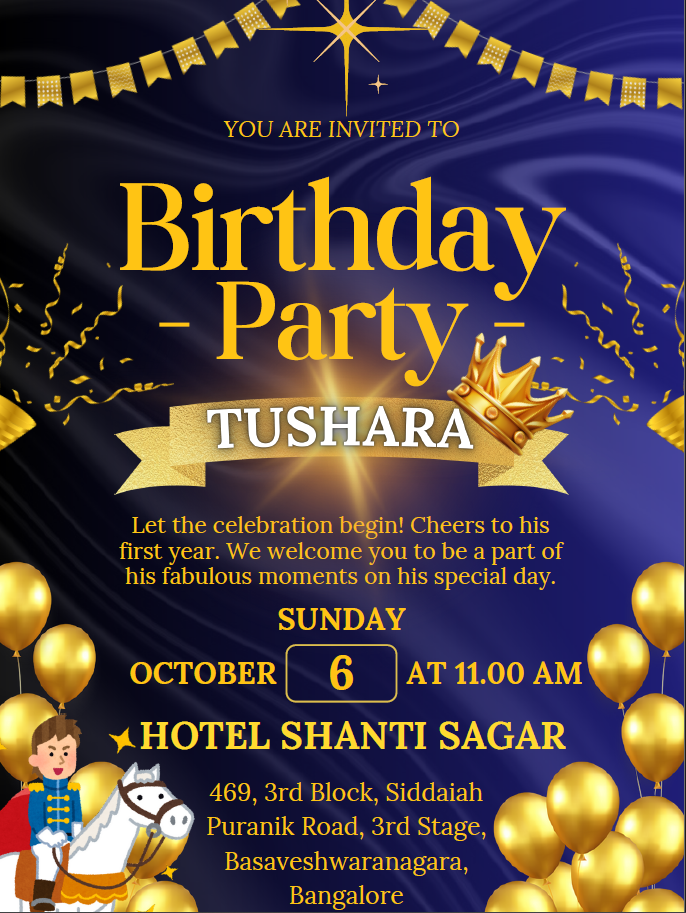 YOU ARE INVITED TO
Birthday
- Party -
TUSHARA
Let the celebration begin! Cheers to his
first year. We welcome you to be a part of
his fabulous moments on his special day.
SUNDAY
OCTOBER 6 AT 11.00 AM
HOTEL SHANTI SAGAR
469, 3rd Block, Siddaiah
Puranik Road, 3rd Stage,
Basaveshwaranagara,
Bangalore